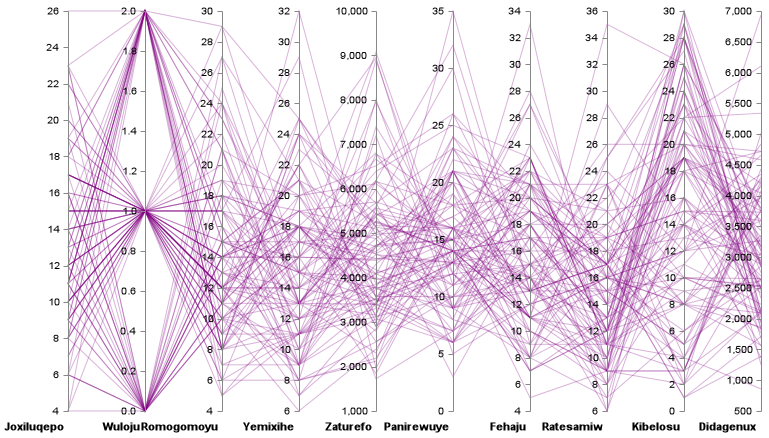 26 24 22 20 18 16 14 12 10 8 6 4
2.0 1.8 1.6 1.4 1.2 1.0 0.8 0.6 0.4 0.2 0.0
30 28 26 24 22 20 18 16 14 12 10 8 6 4
32 30 28 26 24 22 20 18 16 14 12 10 8 6
10,000 9,000 8,000 7,000 6,000 5,000 4,000 3,000 2,000 1,000
35 30 25 20 15 10 5 0
34 32 30 28 26 24 22 20 18 16 14 12 10 8 6 4
36 34 32 30 28 26 24 22 20 18 16 14 12 10 8 6
30 28 26 24 22 20 18 16 14 12 10 8 6 4 2 0
7,000 6,500 6,000 5,500 5,000 4,500 4,000 3,500 3,000 2,500 2,000 1,500 1,000 500
Joxiluqepo Wuloju Romogomoyu Yemixihe Zaturefo Panirewuye Fehaju Ratesamiw Kibelosu Didagenux